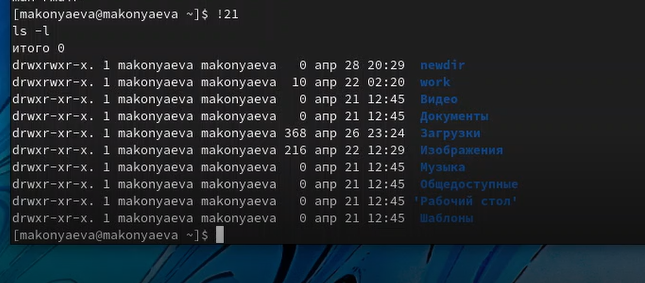 [makonyaeva@makonyaeva ~]$ !21
ls -l
итого 0
drwxrwxr-x. 1 makonyaeva makonyaeva   0 апр 28 20:29  newdir
drwxrwxr-x. 1 makonyaeva makonyaeva  10 апр 22 02:20  work
drwxr-xr-x. 1 makonyaeva makonyaeva   0 апр 21 12:45  Видео
drwxr-xr-x. 1 makonyaeva makonyaeva   0 апр 21 12:45  Документы
drwxr-xr-x. 1 makonyaeva makonyaeva 368 апр 26 23:24  Загрузки
drwxr-xr-x. 1 makonyaeva makonyaeva 216 апр 22 12:29  Изображения
drwxr-xr-x. 1 makonyaeva makonyaeva   0 апр 21 12:45  Музыка
drwxr-xr-x. 1 makonyaeva makonyaeva   0 апр 21 12:45  Общедоступные
drwxr-xr-x. 1 makonyaeva makonyaeva   0 апр 21 12:45 'Рабочий стол'
drwxr-xr-x. 1 makonyaeva makonyaeva   0 апр 21 12:45  Шаблоны
[makonyaeva@makonyaeva ~]$